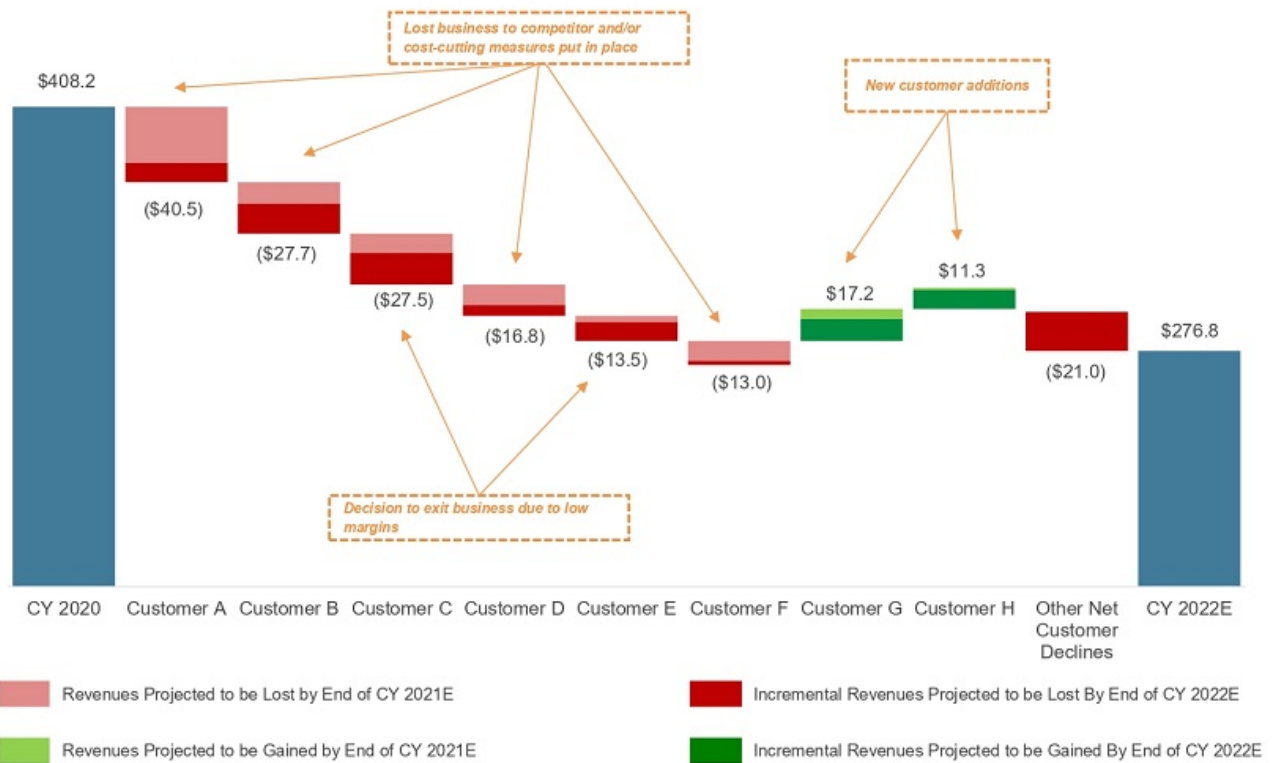 Lost business to competitor and/or
cost-cutting measures put in place
New customer additions
$408.2
($40.5)
($27.7)
($27.5)
($16.8)
($13.5)
($13.0)
$17.2
$11.3
($21.0)
$276.8
Decision to exit business due to low
margins
CY 2020
Customer A
Customer B
Customer C
Customer D
Customer E
Customer F
Customer G
Customer H
Other Net
Customer
Declines
CY 2022E
Revenues Projected to be Lost by End of CY 2021E
Incremental Revenues Projected to be Lost By End of CY 2022E
Revenues Projected to be Gained by End of CY 2021E
Incremental Revenues Projected to be Gained By End of CY 2022E